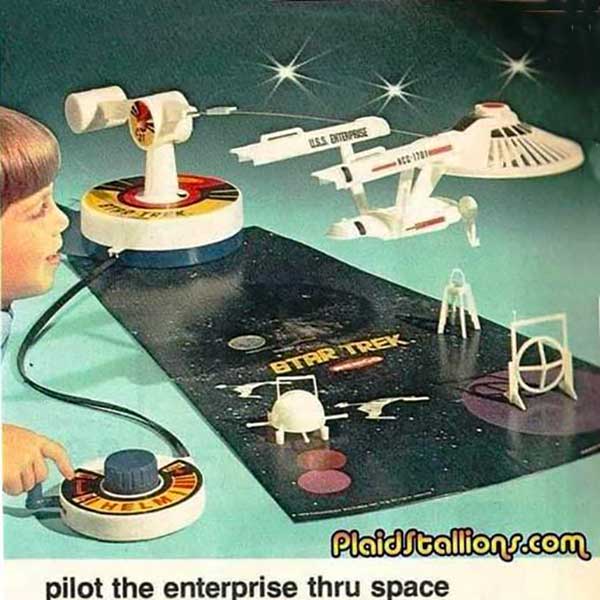 U.S.S. ENTERPRISE
NCC-1701
STAR TREK
STAR TREK
HELM
PlaidStallions.com
pilot the enterprise thru space